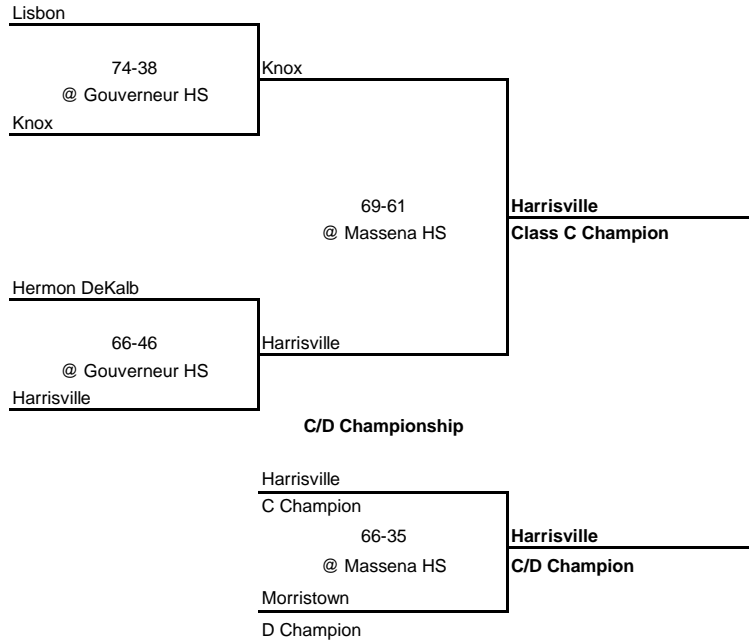 Lisbon
74-38
@ Gouverneur HS
Knox
Knox
69-61
@ Massena HS
Harrisville
Class C Champion
Hermon DeKalb
66-46
@ Gouverneur HS
Harrisville
Harrisville
C/D Championship
Harrisville
C Champion
66-35
@ Massena HS
Harrisville
C/D Champion
Morristown
D Champion